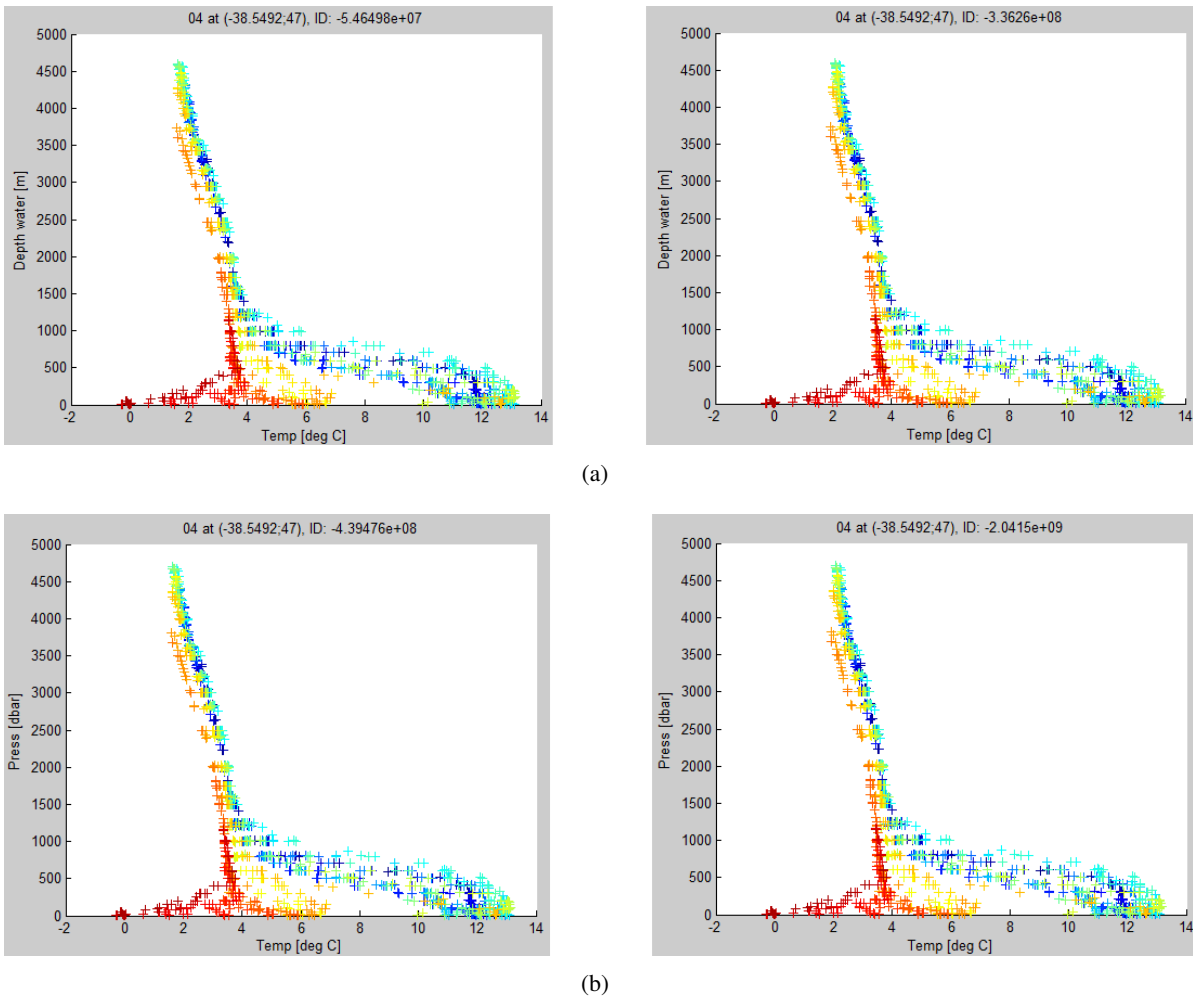 04 at (-38.5492;47), ID: -5.46498e+07
5000
4500
4000
3500
3000
2500
2000
1500
1000
500
0
Depth water [m]
-2 0 2 4 6 8 10 12 14
Temp [deg C]
04 at (-38.5492;47), ID: -3.3626e+08
5000
4500
4000
3500
3000
2500
2000
1500
1000
500
0
Depth water [m]
-2 0 2 4 6 8 10 12 14
Temp [deg C]
(a)
04 at (-38.5492;47), ID: -4.39476e+08
5000
4500
4000
3500
3000
2500
2000
1500
1000
500
0
Press [dbar]
-2 0 2 4 6 8 10 12 14
Temp [deg C]
04 at (-38.5492;47), ID: -2.0415e+09
5000
4500
4000
3500
3000
2500
2000
1500
1000
500
0
Press [dbar]
-2 0 2 4 6 8 10 12 14
Temp [deg C]
(b)